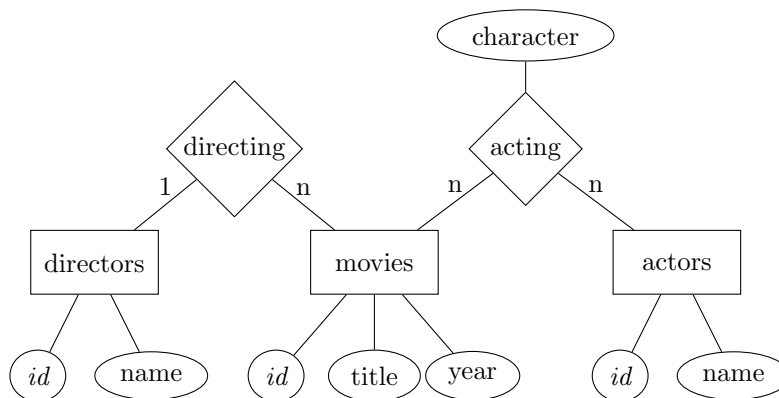 character
directing
acting
1
n
n
n
directors
movies
actors
id
name
id
title
year
id
name